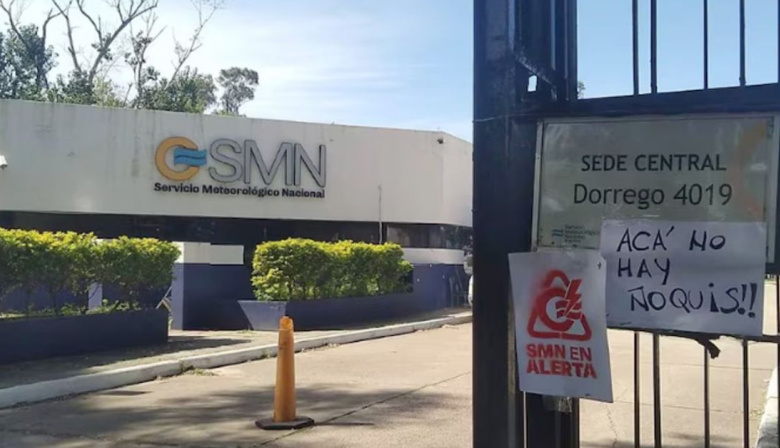 SMN
Servicio Meteorológico Nacional
SEDE CENTRAL
Dorrego 4019
ACÁ NO
HAY
ÑOQUIS!!
SMN EN
ALERTA